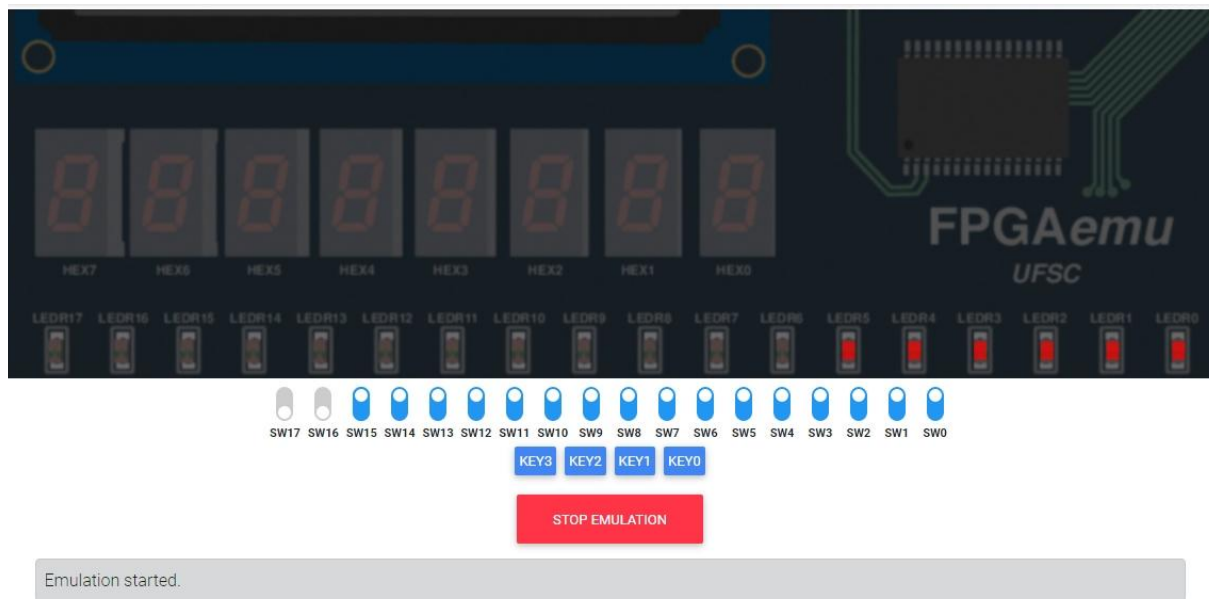 FPGAemu
UFSC
HEX7 HEX6 HEX5 HEX4 HEX3 HEX2 HEX1 HEX0
LEDR17 LEDR16 LEDR15 LEDR14 LEDR13 LEDR12 LEDR11 LEDR10 LEDR9 LEDR8 LEDR7 LEDR6 LEDR5 LEDR4 LEDR3 LEDR2 LEDR1 LEDR0
SW17 SW16 SW15 SW14 SW13 SW12 SW11 SW10 SW9 SW8 SW7 SW6 SW5 SW4 SW3 SW2 SW1 SW0
KEY3 KEY2 KEY1 KEY0
STOP EMULATION
Emulation started.